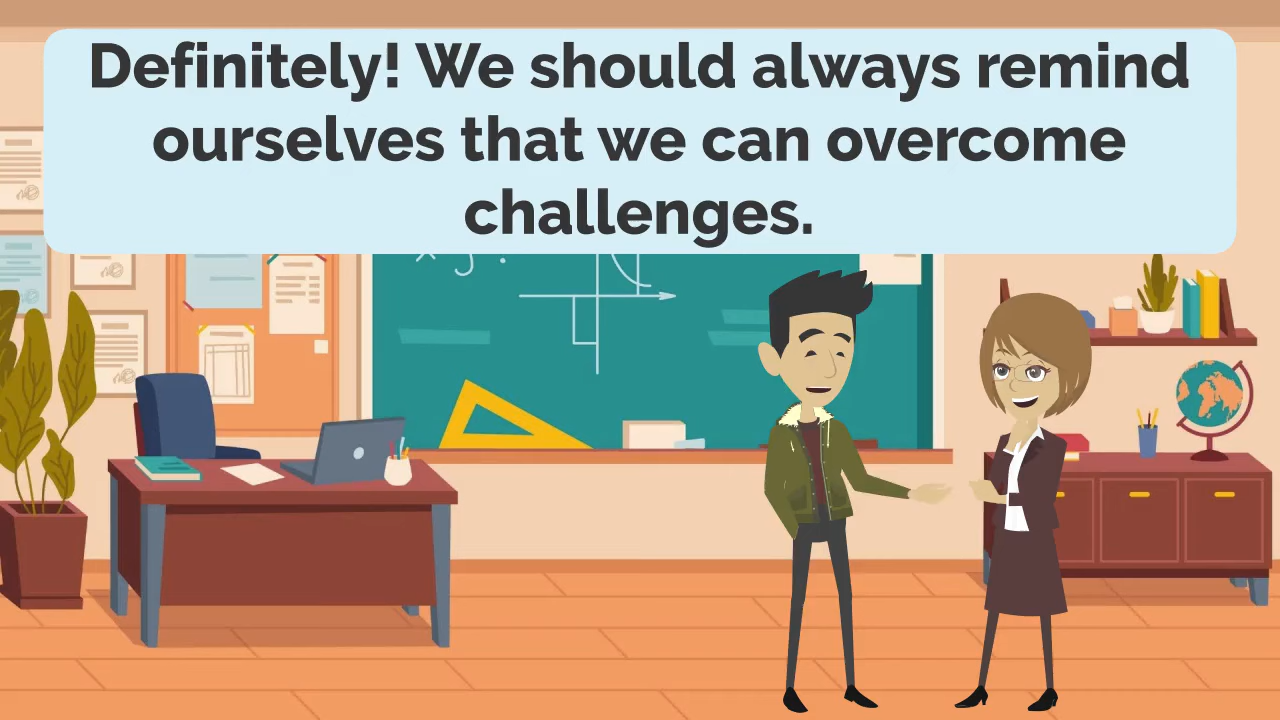 Definitely! We should always remind
ourselves that we can overcome
challenges.